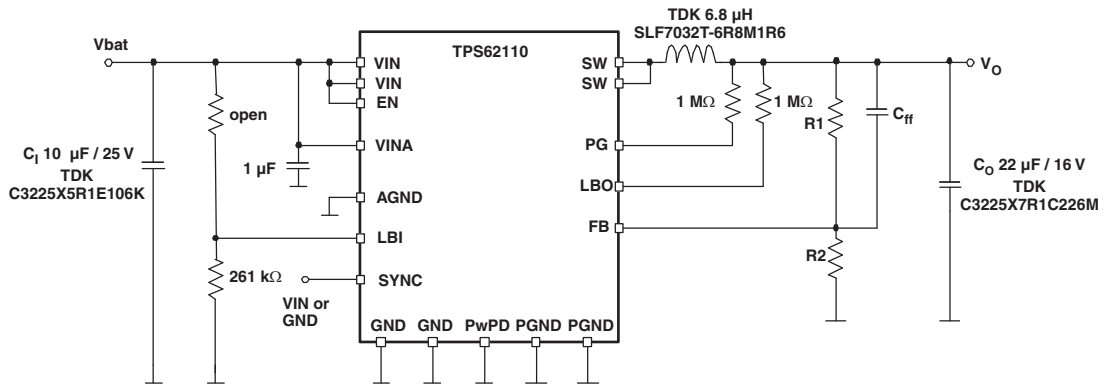 TDK 6.8 µH
SLF7032T-6R8M1R6
Vbat
TPS62110
VIN
SW
VO
VIN
SW
EN
open
1 MΩ
1 MΩ
R1
Cff
CI 10 µF / 25 V
TDK
C3225X5R1E106K
1 µF
VINA
PG
CO 22 µF / 16 V
TDK
C3225X7R1C226M
AGND
LBO
LBI
FB
261 kΩ
SYNC
R2
VIN or
GND
GND
GND
PwPD
PGND
PGND